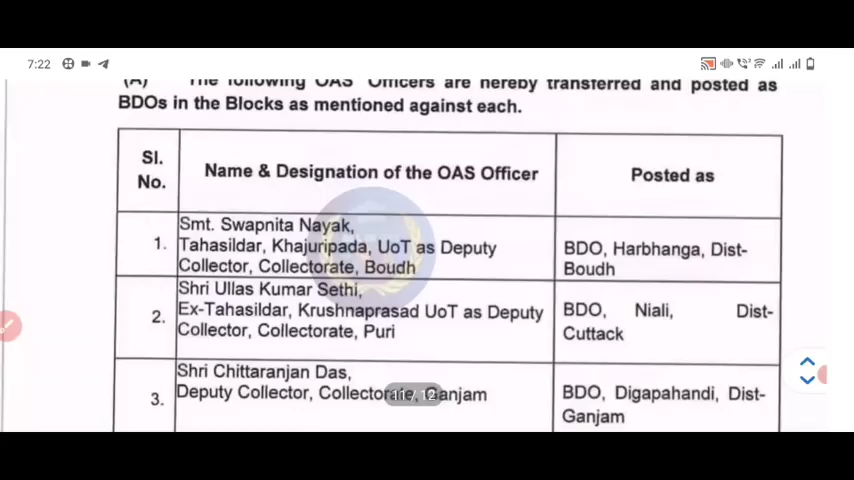 7:22
(A) The following OAS Officers are hereby transferred and posted as
BDOs in the Blocks as mentioned against each.
Sl.
No.
Name & Designation of the OAS Officer
Posted as
1.
Smt. Swapnita Nayak,
Tahasildar, Khajuripada, UoT as Deputy
Collector, Collectorate, Boudh
BDO, Harbhanga, Dist-
Boudh
2.
Shri Ullas Kumar Sethi,
Ex-Tahasildar, Krushnaprasad UoT as Deputy
Collector, Collectorate, Puri
BDO, Niali, Dist-
Cuttack
3.
Shri Chittaranjan Das,
Deputy Collector, Collectorate, Ganjam
BDO, Digapahandi, Dist-
Ganjam
11 / 12